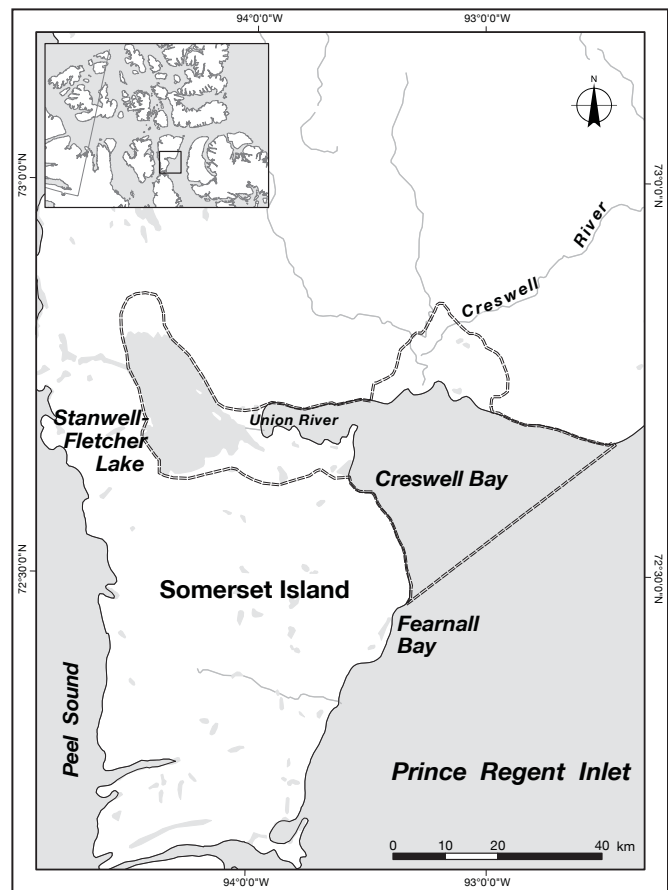 94°0'0"W
93°0'0"W
N
73°0'0"N
73°0'0"N
Creswell River
Union River
Stanwell-
Fletcher
Lake
Creswell Bay
72°30'0"N
72°30'0"N
Somerset Island
Fearnall
Bay
Peel Sound
Prince Regent Inlet
0 10 20 40 km
94°0'0"W
93°0'0"W